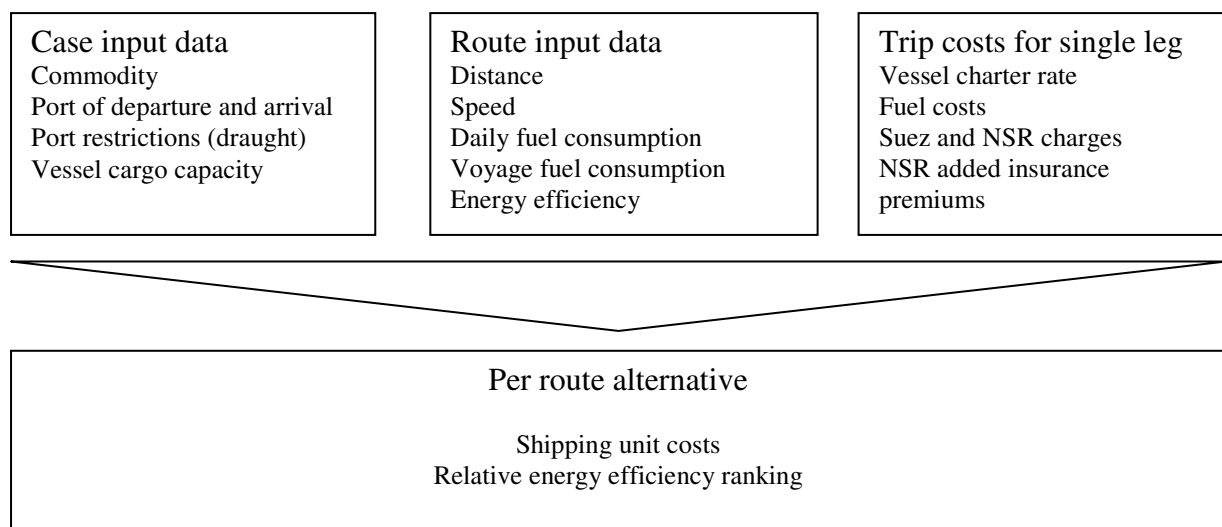 Case input data
Commodity
Port of departure and arrival
Port restrictions (draught)
Vessel cargo capacity
Route input data
Distance
Speed
Daily fuel consumption
Voyage fuel consumption
Energy efficiency
Trip costs for single leg
Vessel charter rate
Fuel costs
Suez and NSR charges
NSR added insurance
premiums
Per route alternative
Shipping unit costs
Relative energy efficiency ranking